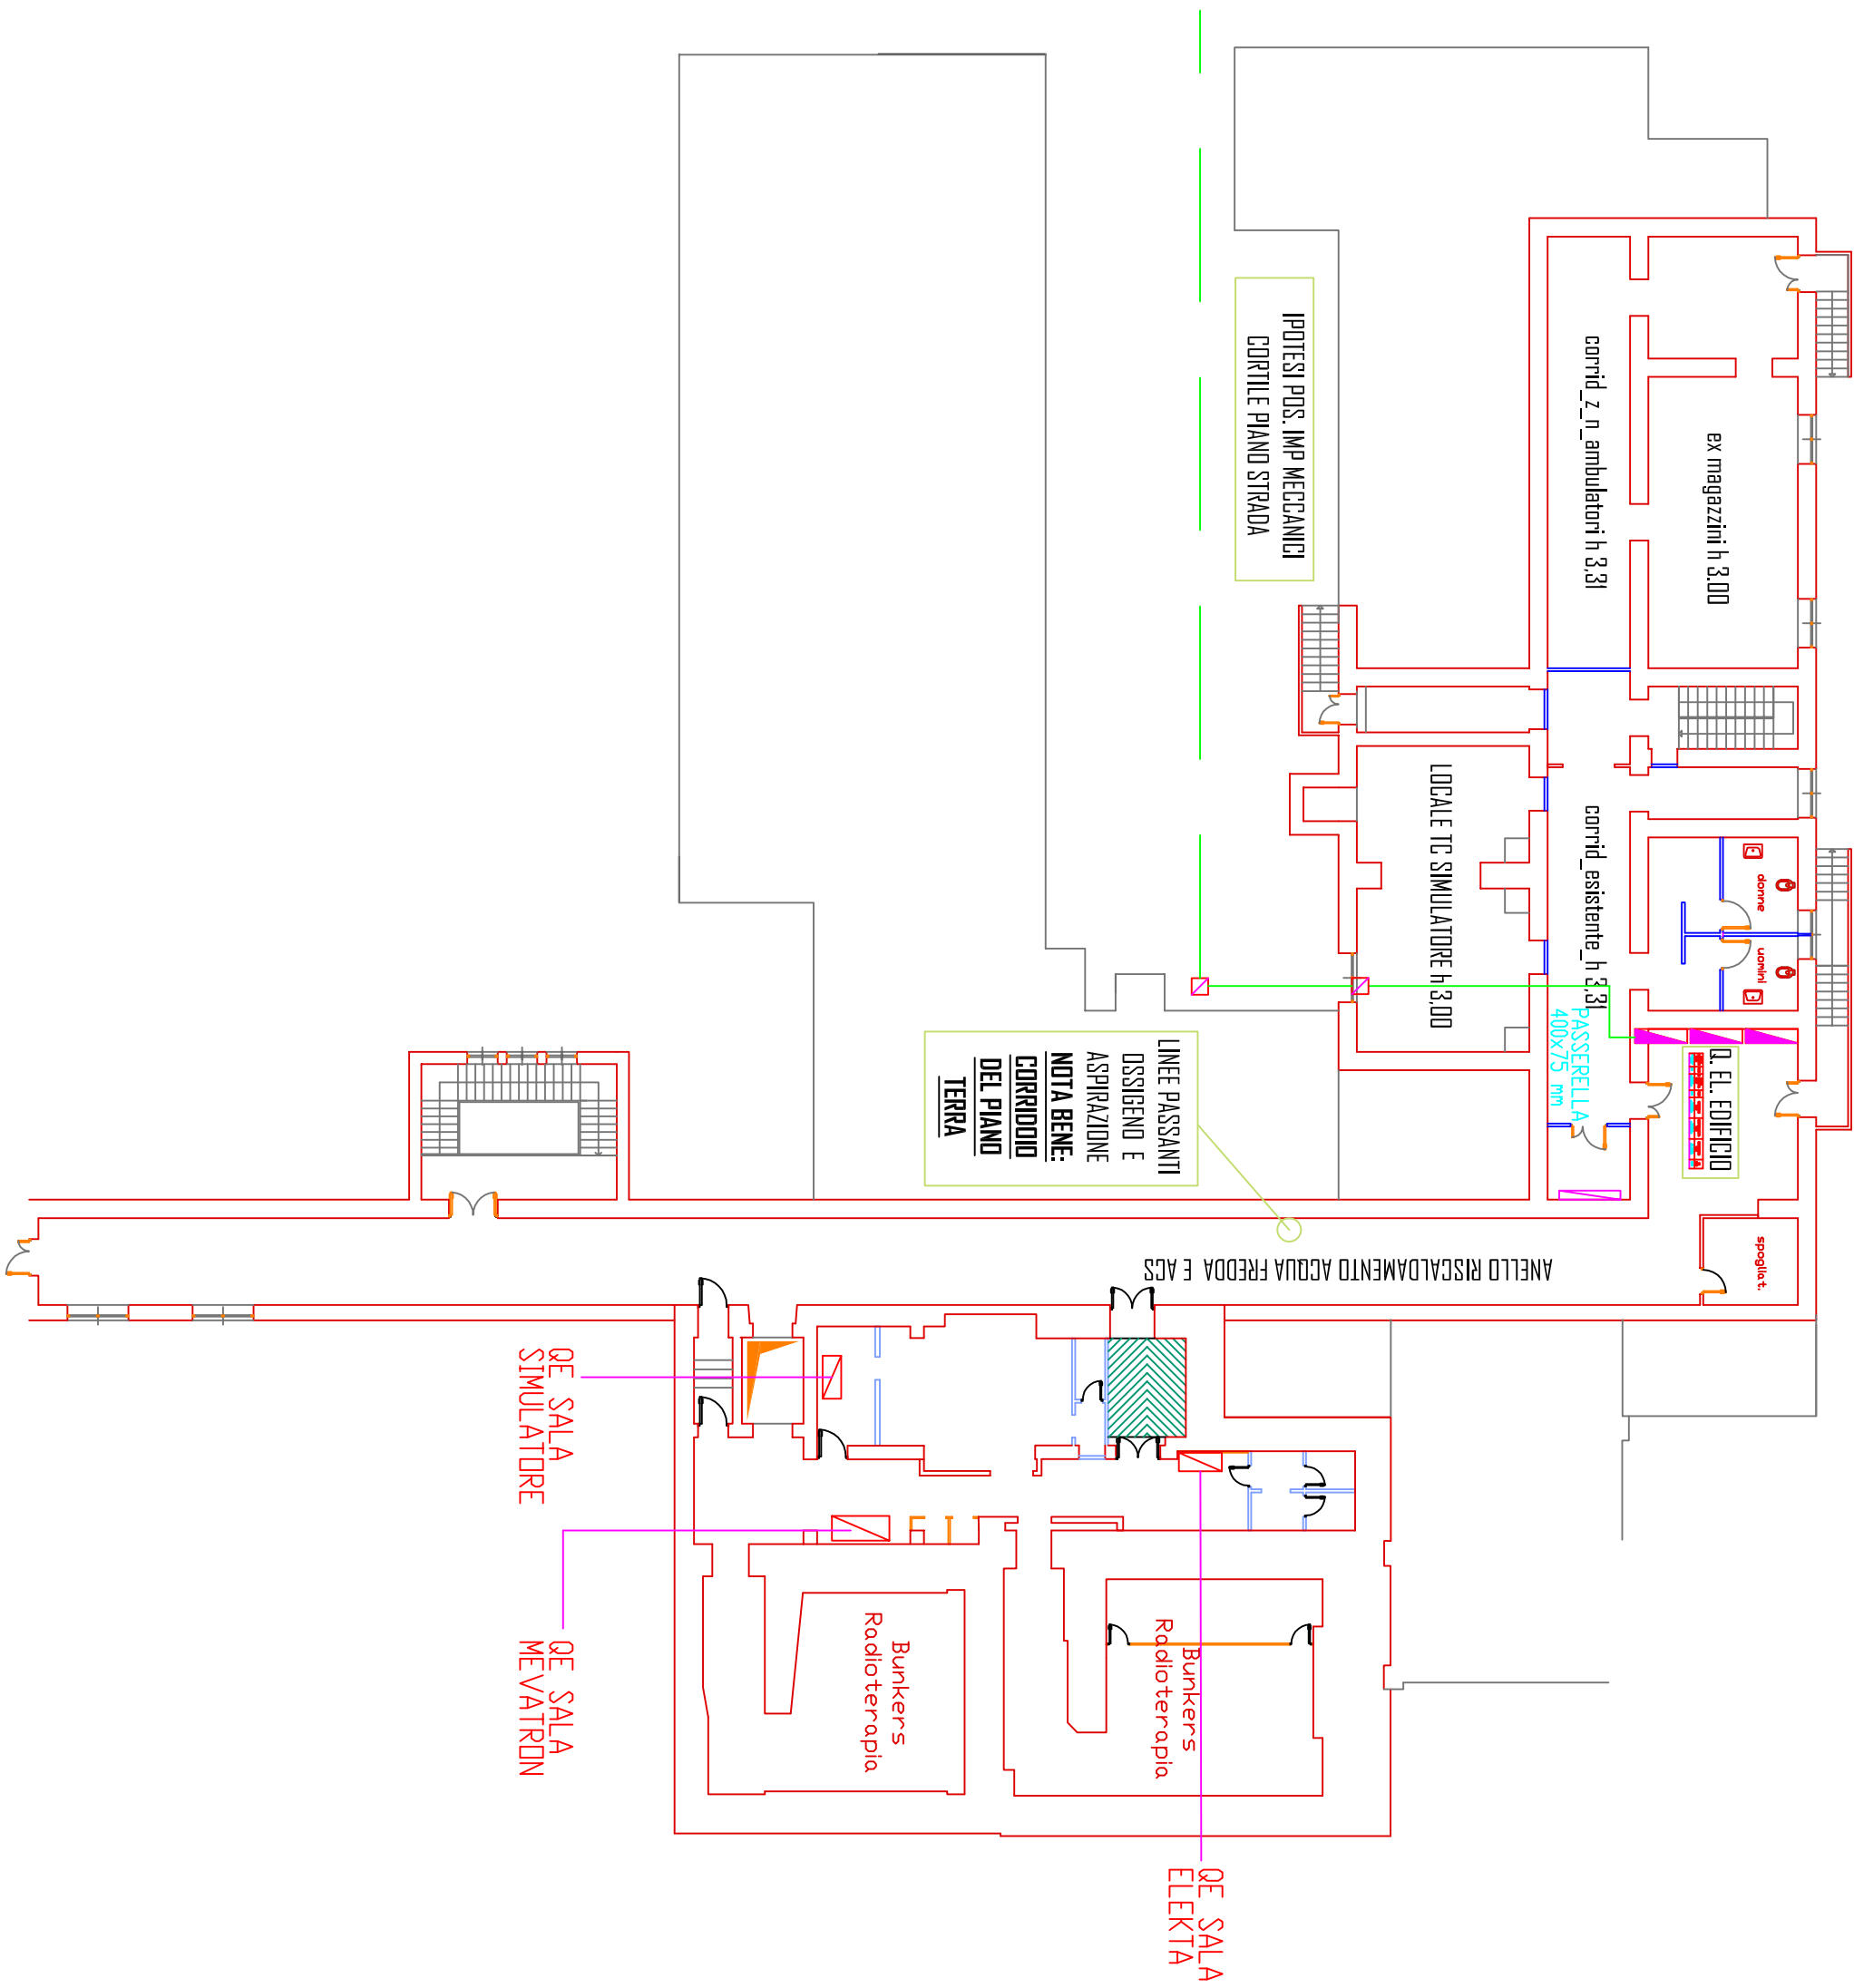 ex magazzini h 3.00
corrid_z_n_ambulatori h 3,31
IPOTESI POS. IMP MECCANICI
CORTILE PIANO STRADA
donne
uomini
corrid_esistente_h 3,31
LOCALE TC SIMULATORE h 3,00
PASSERELLA
400x75 mm
Q. EL. EDIFICIO
LINEE PASSANTI
OSSIGENO E
ASPIRAZIONE
NOTA BENE:
CORRIDOIO
DEL PIANO
TERRA
spogliat.
ANELLO RISCALDAMENTO ACQUA FREDDA E ACS
QE SALA
SIMULATORE
QE SALA
MEVATRON
Bunkers
Radioterapia
Bunkers
Radioterapia
QE SALA
ELEKTA